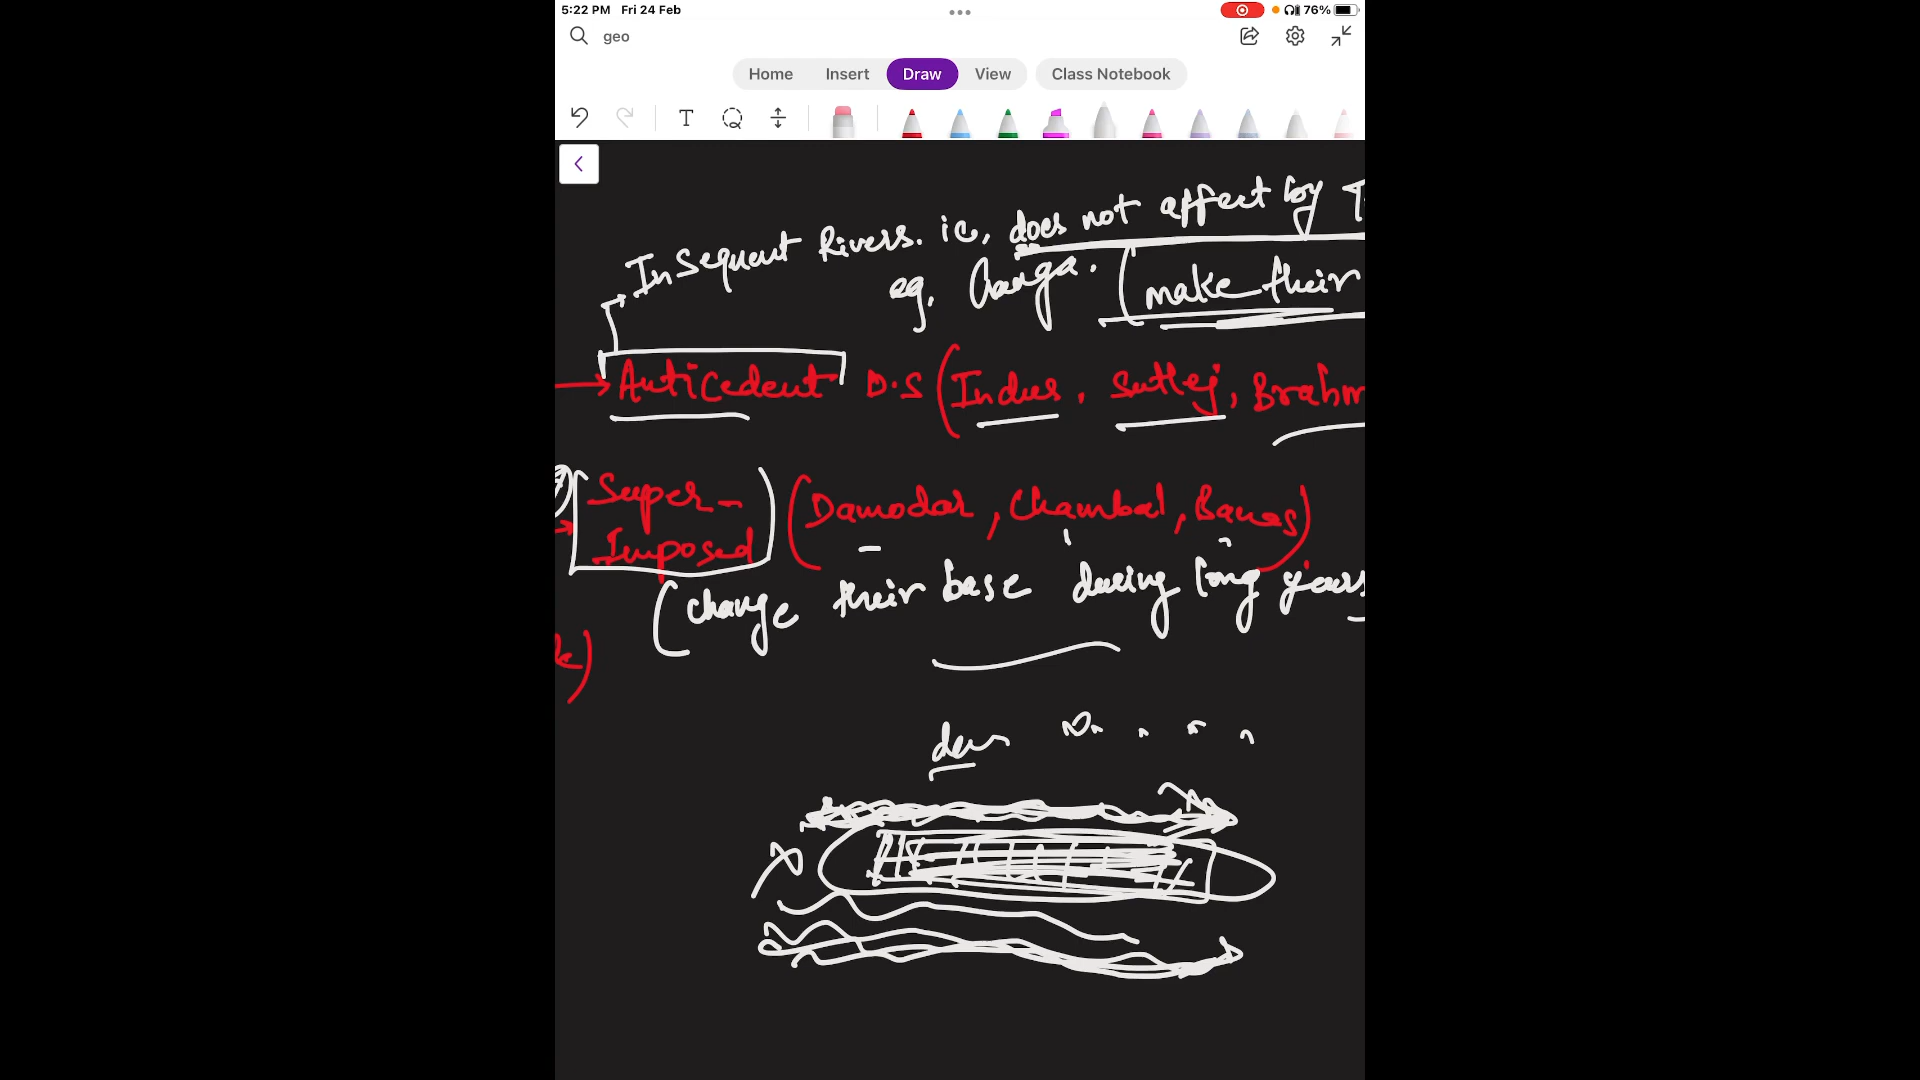 5:22 PM Fri 24 Feb 76%
geo
Home Insert Draw View Class Notebook
T
InSequent Rivers. ie, does not affect by T
eg. Ganga. (make their
→ Anticedent D.S (Indus, Sutlej, Brahm
Super-
Imposed (Damodar, Chambal, Banas)
(change their base during long years